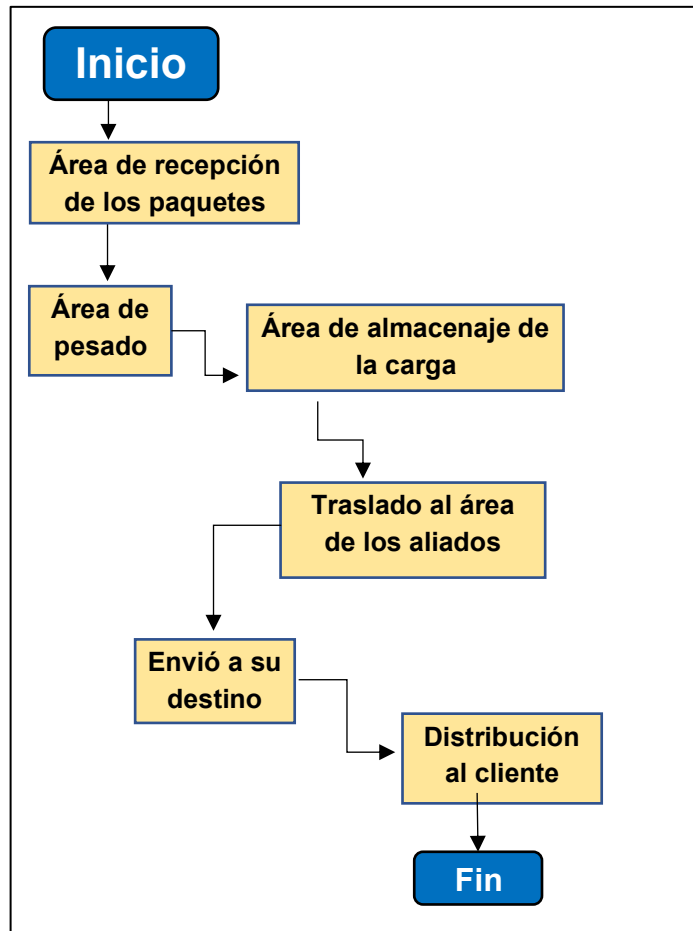 Inicio
Área de recepción
de los paquetes
Área de
pesado
Área de almacenaje de
la carga
Traslado al área
de los aliados
Envió a su
destino
Distribución
al cliente
Fin